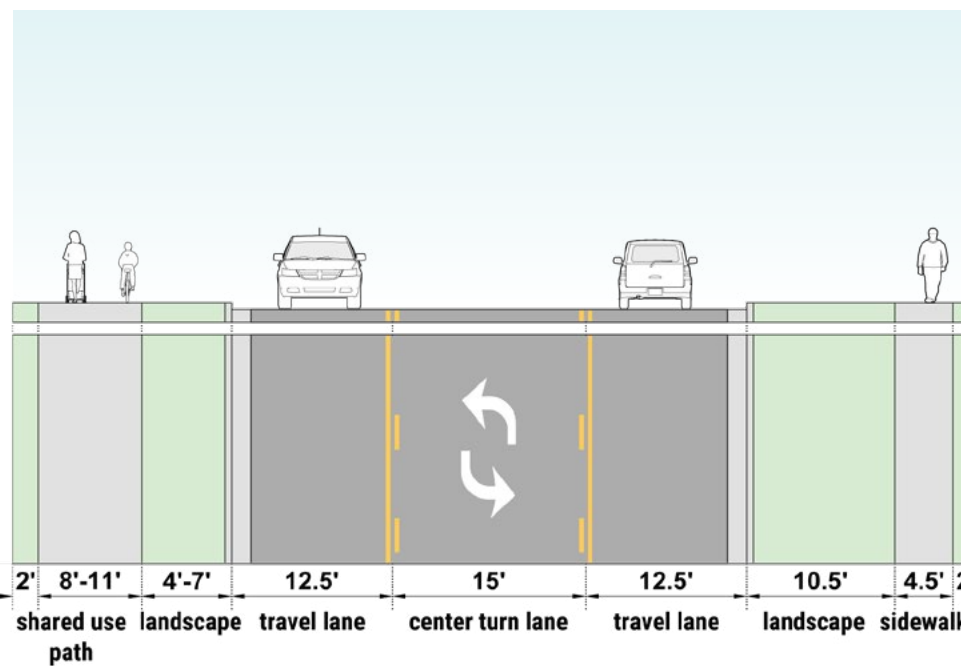 2' 8'-11' 4'-7' 12.5' 15' 12.5' 10.5' 4.5'
shared use path landscape travel lane center turn lane travel lane landscape sidewalk